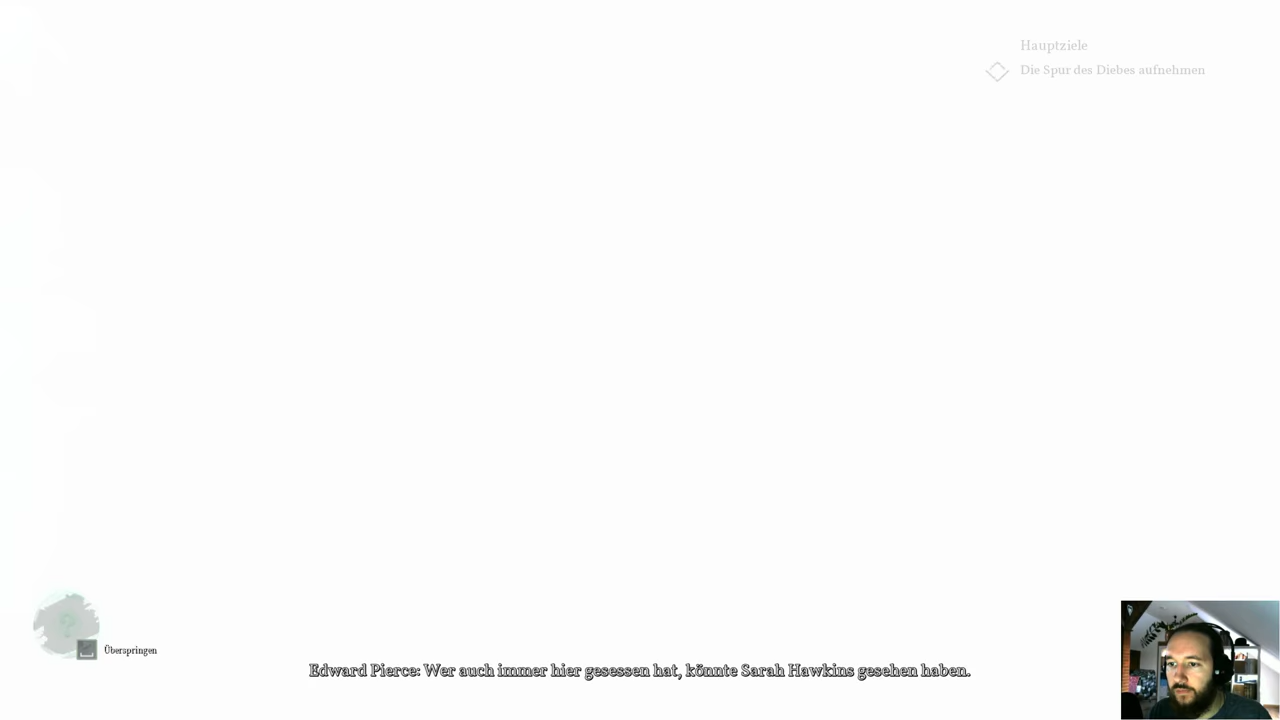 Hauptziele
Die Spur des Diebes aufnehmen
?
Überspringen
Edward Pierce: Wer auch immer hier gesessen hat, könnte Sarah Hawkins gesehen haben.